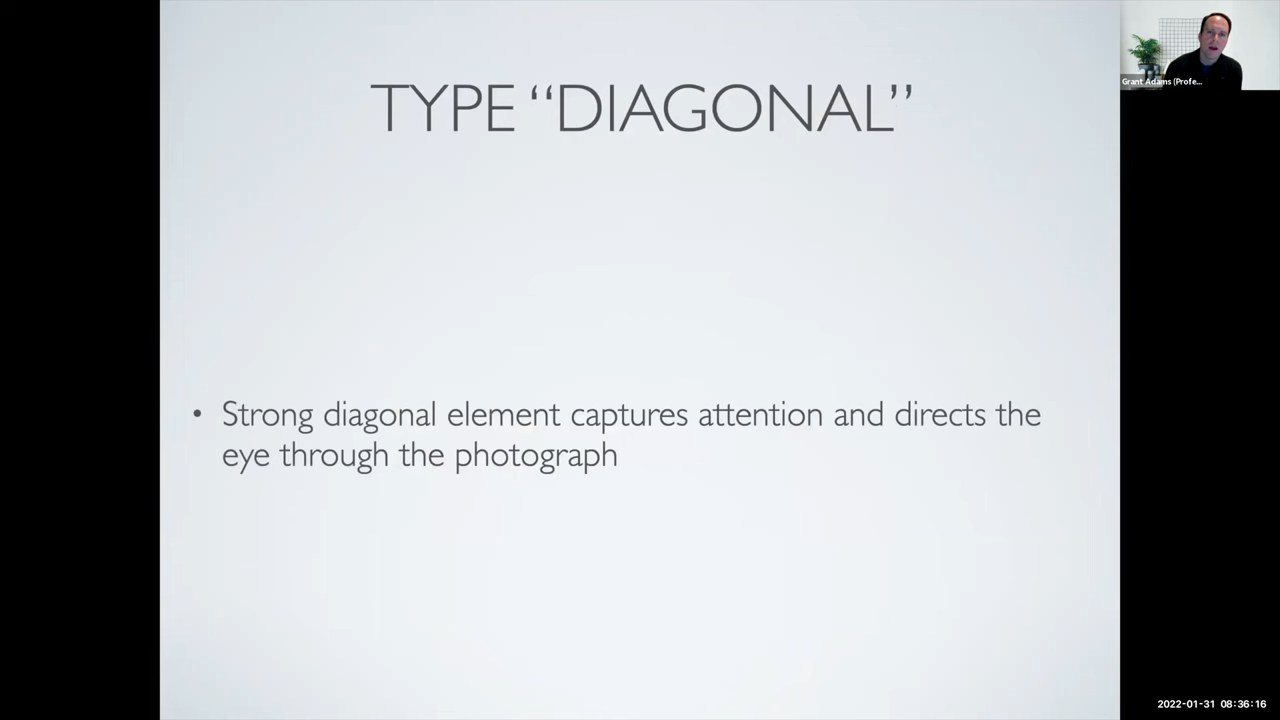 TYPE “DIAGONAL”
• Strong diagonal element captures attention and directs the
eye through the photograph
Grant Adams (Profe...
2022-01-31 08:36:16